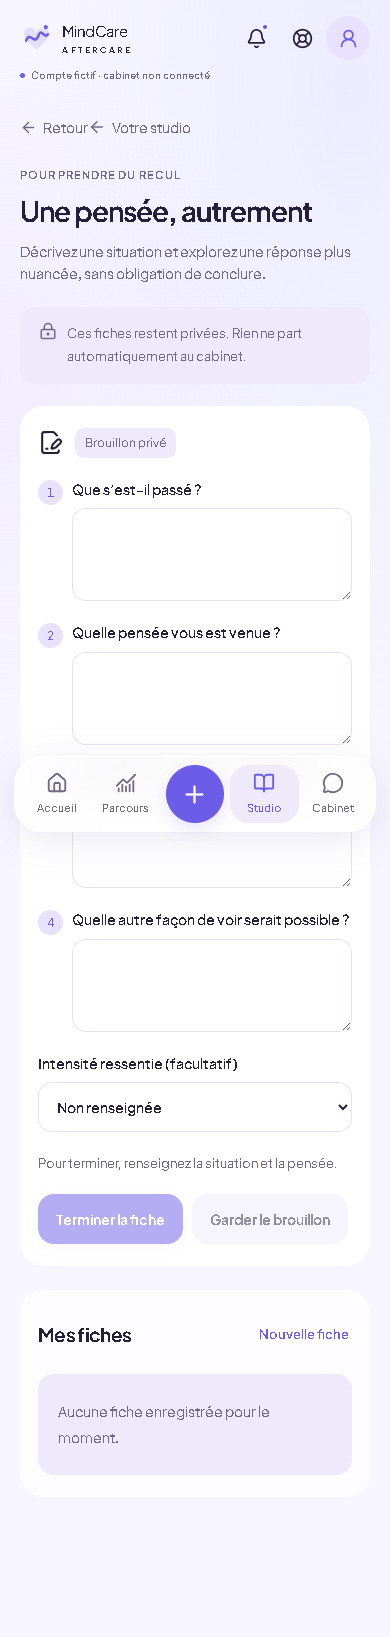 MindCare
AFTERCARE
Compte fictif · cabinet non connecté
Retour
Votre studio
POUR PRENDRE DU RECUL
Une pensée, autrement
Décrivez une situation et explorez une réponse plus
nuancée, sans obligation de conclure.
Ces fiches restent privées. Rien ne part
automatiquement au cabinet.
Brouillon privé
1 Que s’est-il passé ?
2 Quelle pensée vous est venue ?
Accueil
Parcours
Studio
Cabinet
4 Quelle autre façon de voir serait possible ?
Intensité ressentie (facultatif)
Non renseignée
Pour terminer, renseignez la situation et la pensée.
Terminer la fiche
Garder le brouillon
Mes fiches
Nouvelle fiche
Aucune fiche enregistrée pour le
moment.